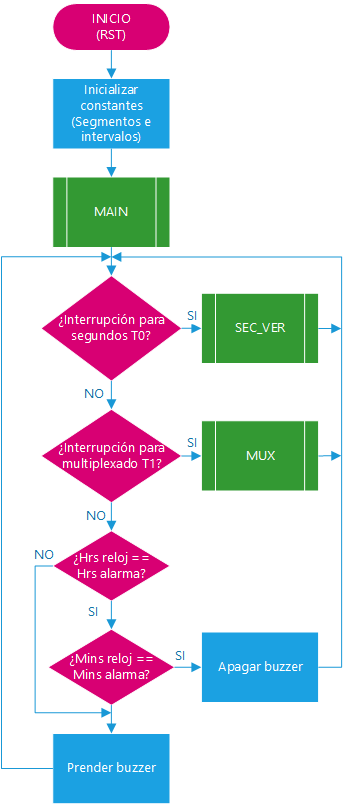 INICIO
(RST)
Inicializar
constantes
(Segmentos e
intervalos)
MAIN
¿Interrupción para
segundos T0?
SI
SEC_VER
NO
¿Interrupción para
multiplexado T1?
SI
MUX
NO
¿Hrs reloj ==
Hrs alarma?
NO
SI
¿Mins reloj ==
Mins alarma?
SI
Apagar buzzer
Prender buzzer